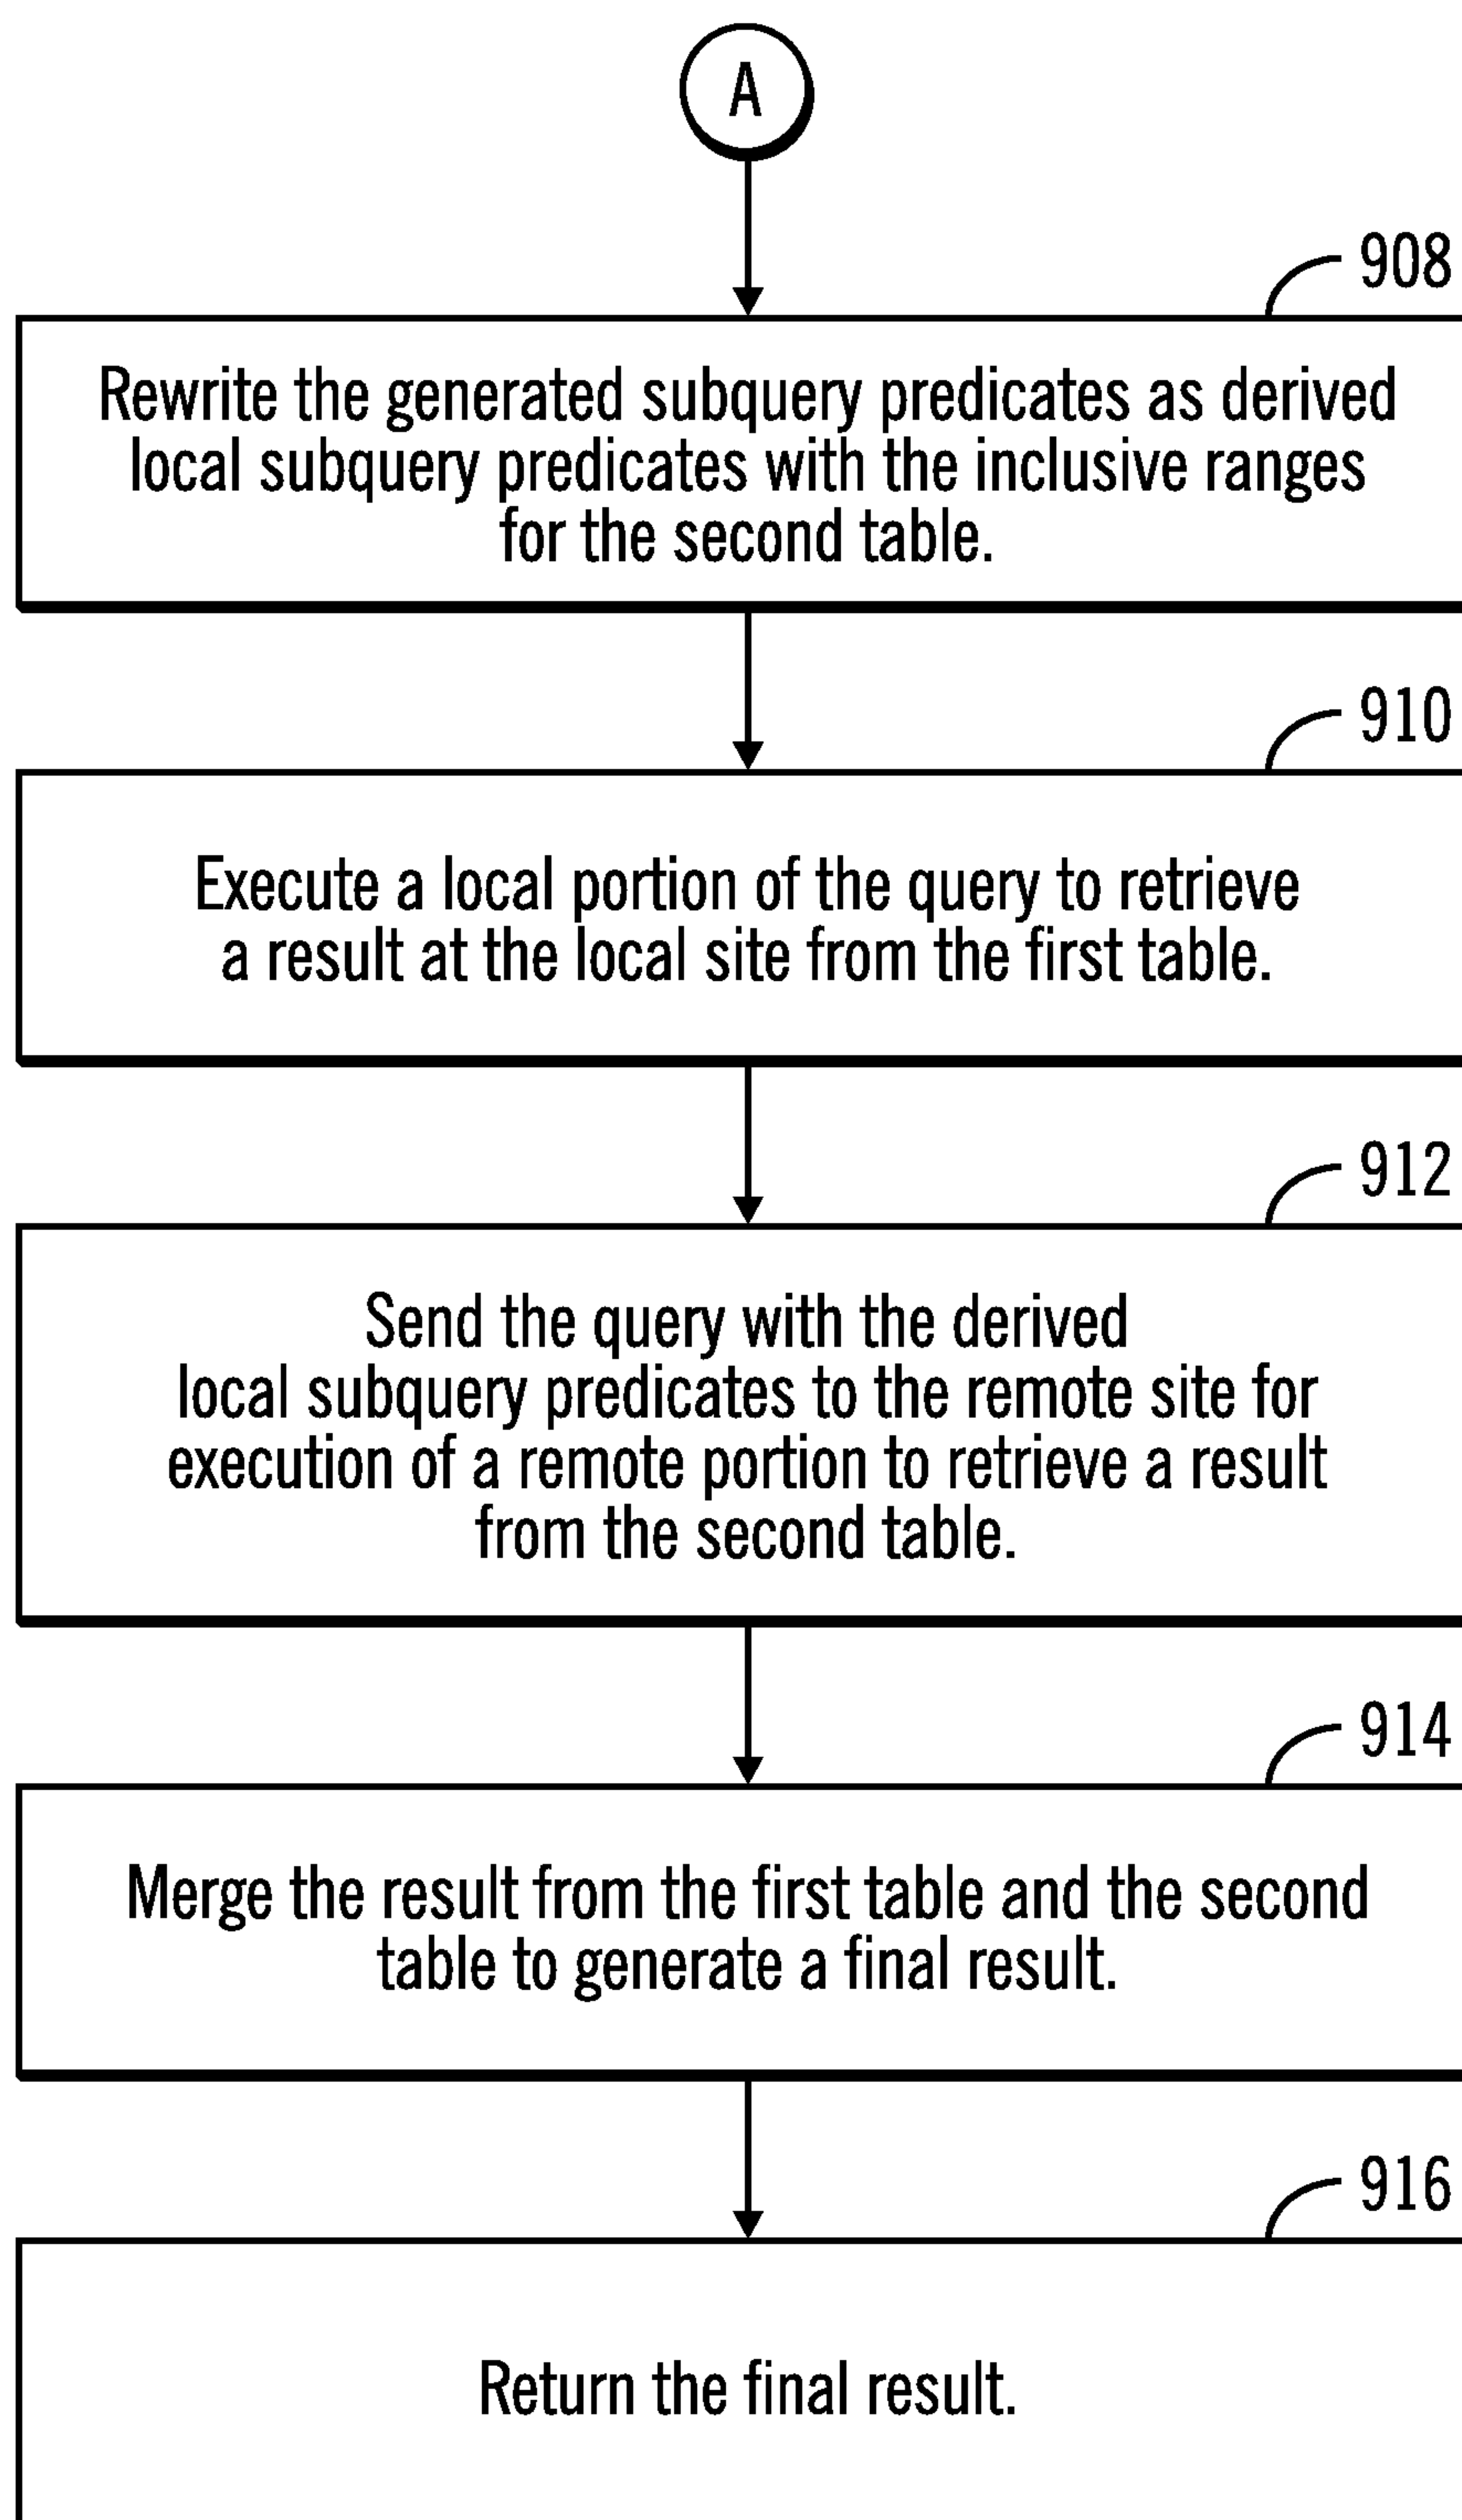 A
908
Rewrite the generated subquery predicates as derived
local subquery predicates with the inclusive ranges
for the second table.
910
Execute a local portion of the query to retrieve
a result at the local site from the first table.
912
Send the query with the derived
local subquery predicates to the remote site for
execution of a remote portion to retrieve a result
from the second table.
914
Merge the result from the first table and the second
table to generate a final result.
916
Return the final result.